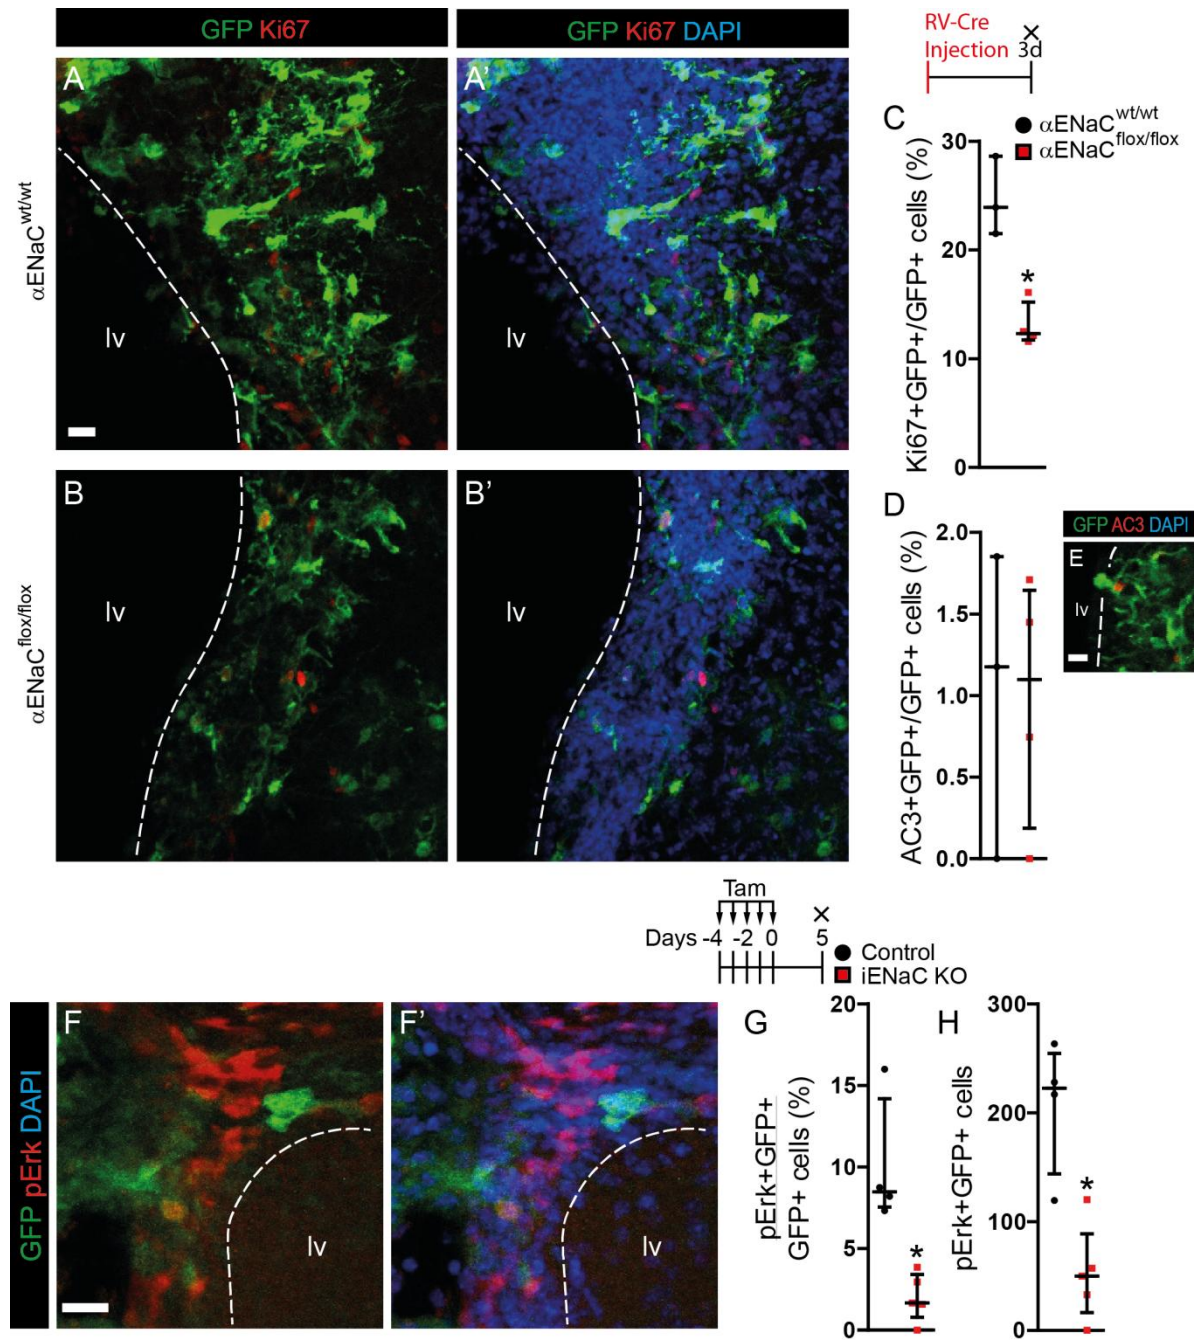 GFP Ki67
GFP Ki67 DAPI
RV-Cre
Injection
×
3d
A
A'
αENaC^wt/wt
lv
lv
C
αENaC^wt/wt
αENaC^flox/flox
Ki67+GFP+/GFP+ cells (%)
30
20
10
0
*
B
B'
αENaC^flox/flox
lv
lv
D
AC3+GFP+/GFP+ cells (%)
2.0
1.5
1.0
0.5
0.0
GFP AC3 DAPI
E
lv
Tam
×
Days -4 -2 0 5
Control
iENaC KO
GFP pErk DAPI
F
F'
lv
lv
G
pErk+GFP+
GFP+ cells (%)
20
15
10
5
0
*
H
pErk+GFP+ cells
300
200
100
0
*